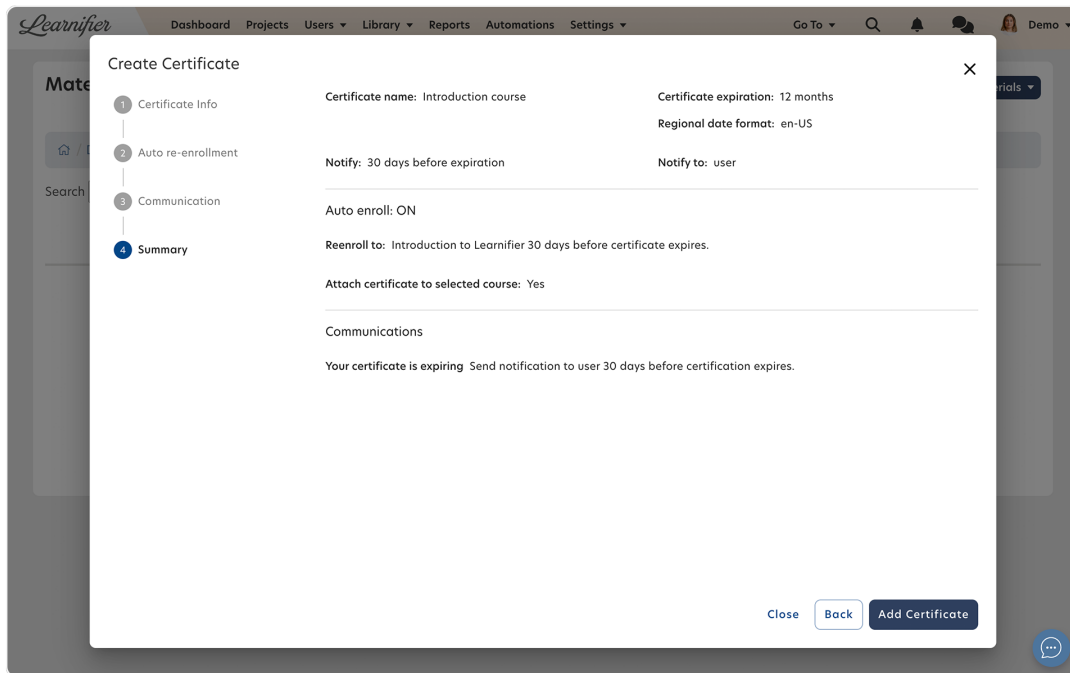 Learnifier
Dashboard Projects Users Library Reports Automations Settings Go To Demo
Create Certificate
Mate
rials
1 Certificate Info
2 Auto re-enrollment
3 Communication
4 Summary
Search
Certificate name: Introduction course
Certificate expiration: 12 months
Regional date format: en-US
Notify: 30 days before expiration
Notify to: user
Auto enroll: ON
Reenroll to: Introduction to Learnifier 30 days before certificate expires.
Attach certificate to selected course: Yes
Communications
Your certificate is expiring Send notification to user 30 days before certification expires.
Close Back Add Certificate